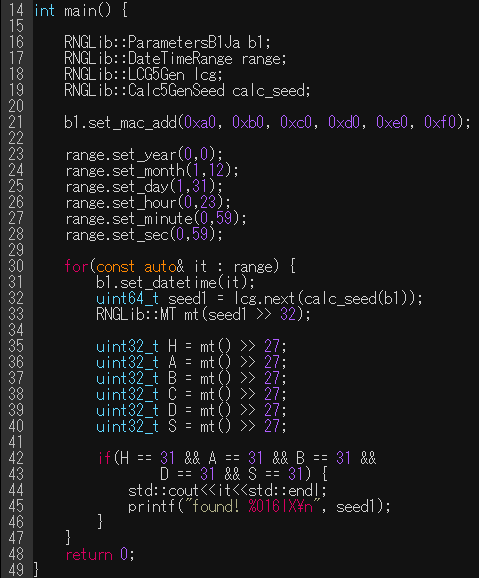 14 int main() {
15
16 RNGLib::ParametersB1Ja b1;
17 RNGLib::DateTimeRange range;
18 RNGLib::LCG5Gen lcg;
19 RNGLib::Calc5GenSeed calc_seed;
20
21 b1.set_mac_add(0xa0, 0xb0, 0xc0, 0xd0, 0xe0, 0xf0);
22
23 range.set_year(0,0);
24 range.set_month(1,12);
25 range.set_day(1,31);
26 range.set_hour(0,23);
27 range.set_minute(0,59);
28 range.set_sec(0,59);
29
30 for(const auto& it : range) {
31 b1.set_datetime(it);
32 uint64_t seed1 = lcg.next(calc_seed(b1));
33 RNGLib::MT mt(seed1 >> 32);
34
35 uint32_t H = mt() >> 27;
36 uint32_t A = mt() >> 27;
37 uint32_t B = mt() >> 27;
38 uint32_t C = mt() >> 27;
39 uint32_t D = mt() >> 27;
40 uint32_t S = mt() >> 27;
41
42 if(H == 31 && A == 31 && B == 31 &&
43 D == 31 && S == 31) {
44 std::cout<<it<<std::endl;
45 printf("found! %016lX¥n", seed1);
46 }
47 }
48 return 0;
49 }